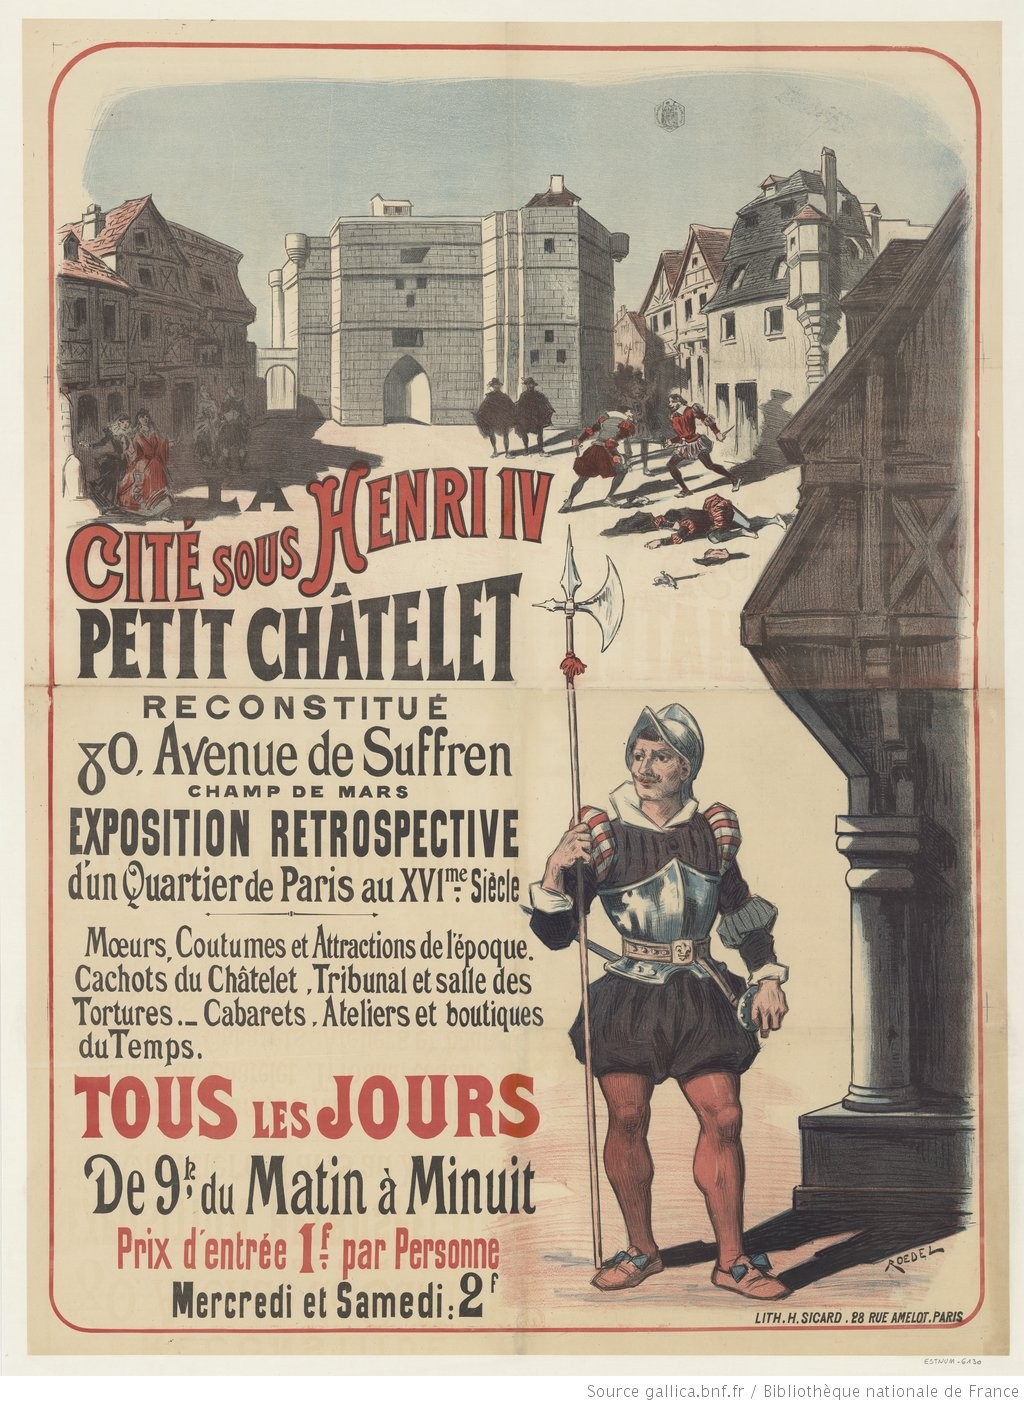 LA
CITÉ SOUS HENRI IV
PETIT CHÂTELET
RECONSTITUÉ
80, Avenue de Suffren
CHAMP DE MARS
EXPOSITION RETROSPECTIVE
d'un Quartier de Paris au XVIme Siècle
Mœurs, Coutumes et Attractions de l'époque.
Cachots du Châtelet, Tribunal et salle des
Tortures._ Cabarets, Ateliers et boutiques
du Temps.
TOUS LES JOURS
De 9h. du Matin à Minuit
Prix d'entrée 1f. par Personne
Mercredi et Samedi: 2f
ROEDEL
LITH. H. SICARD. 28 RUE AMELOT. PARIS
ESTNUM-6130
Source gallica.bnf.fr / Bibliothèque nationale de France